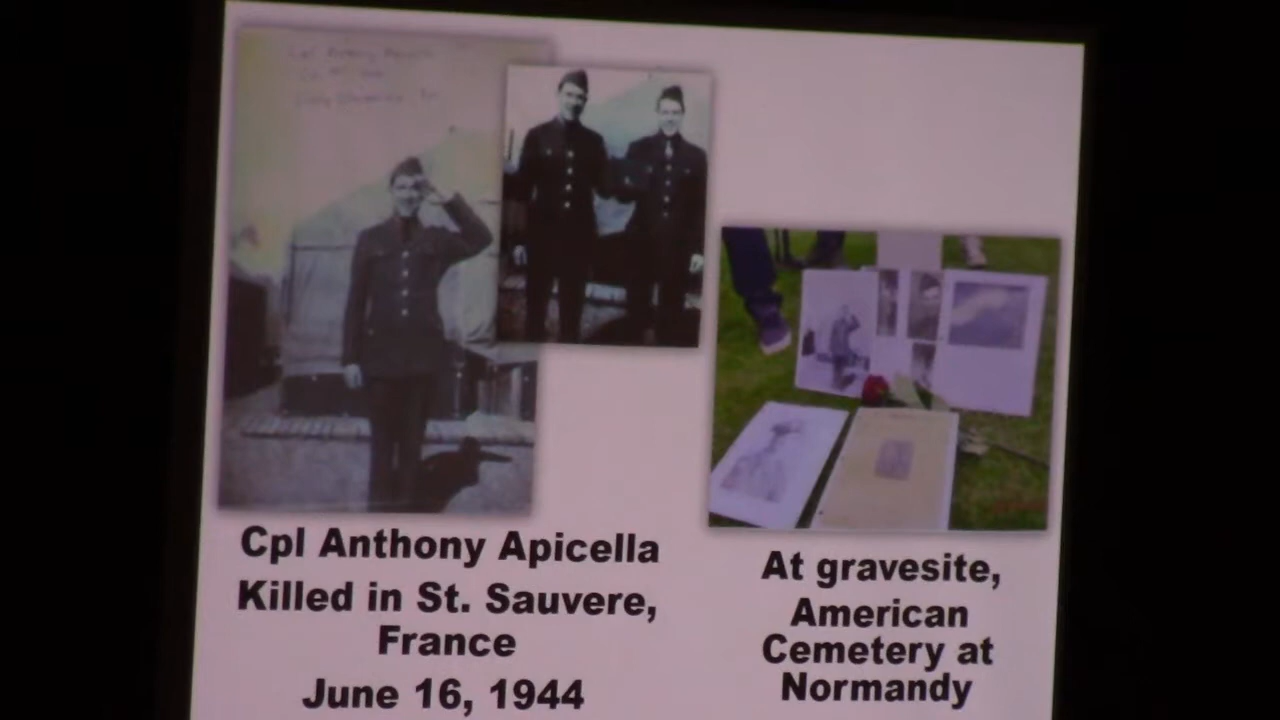 Cpl Anthony Apicella
Killed in St. Sauvere,
France
June 16, 1944
At gravesite,
American
Cemetery at
Normandy